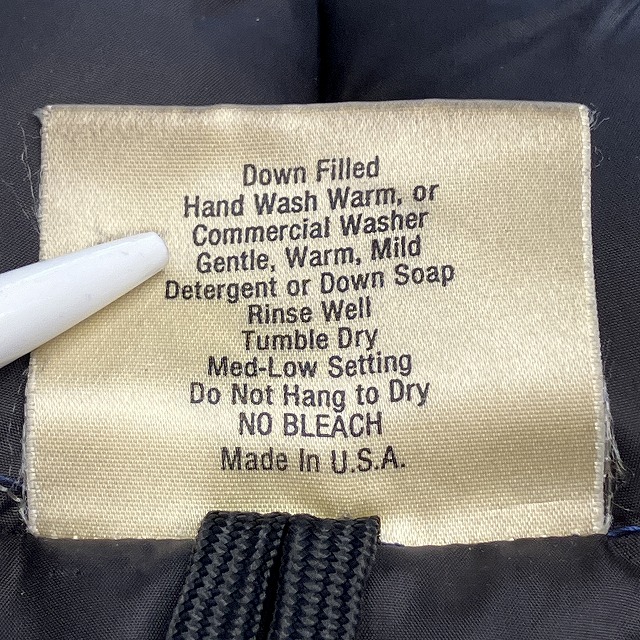 Down Filled
Hand Wash Warm, or
Commercial Washer
Gentle, Warm, Mild
Detergent or Down Soap
Rinse Well
Tumble Dry
Med-Low Setting
Do Not Hang to Dry
NO BLEACH
Made In U.S.A.